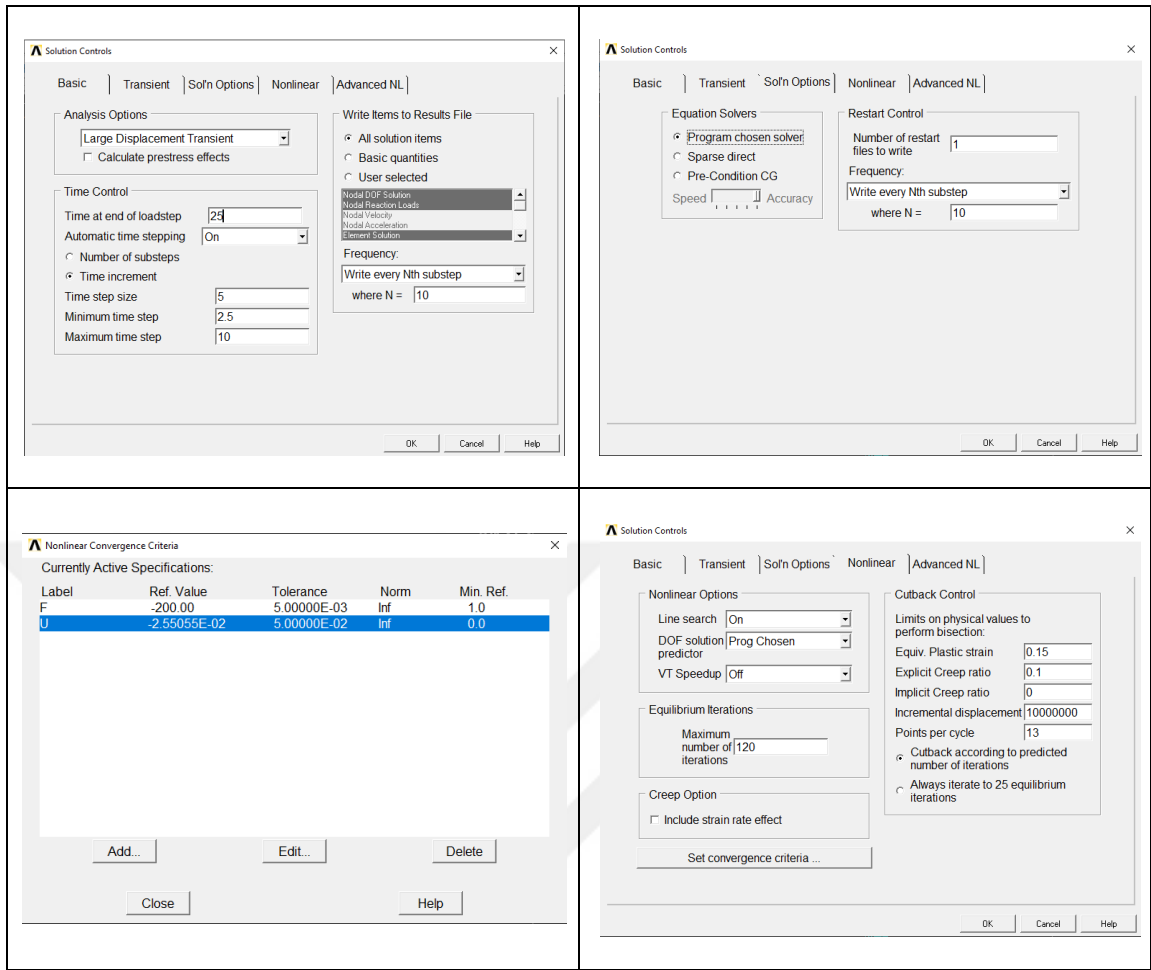 Solution Controls
Basic Transient Sol'n Options Nonlinear Advanced NL
Analysis Options
Large Displacement Transient
Calculate prestress effects
Time Control
Time at end of loadstep 25
Automatic time stepping On
Number of substeps
Time increment
Time step size 5
Minimum time step 2.5
Maximum time step 10
Write Items to Results File
All solution items
Basic quantities
User selected
Nodal DOF Solution
Nodal Reaction Loads
Nodal Velocity
Nodal Acceleration
Element Solution
Frequency:
Write every Nth substep
where N = 10
OK Cancel Help
Solution Controls
Basic Transient Sol'n Options Nonlinear Advanced NL
Equation Solvers
Program chosen solver
Sparse direct
Pre-Condition CG
Speed Accuracy
Restart Control
Number of restart
files to write 1
Frequency:
Write every Nth substep
where N = 10
OK Cancel Help
Nonlinear Convergence Criteria
Currently Active Specifications:
Label Ref. Value Tolerance Norm Min. Ref.
F -200.00 5.00000E-03 Inf 1.0
U -2.55055E-02 5.00000E-02 Inf 0.0
Add... Edit... Delete
Close Help
Solution Controls
Basic Transient Sol'n Options Nonlinear Advanced NL
Nonlinear Options
Line search On
DOF solution Prog Chosen
predictor
VT Speedup Off
Equilibrium Iterations
Maximum
number of 120
iterations
Creep Option
Include strain rate effect
Set convergence criteria ...
Cutback Control
Limits on physical values to
perform bisection:
Equiv. Plastic strain 0.15
Explicit Creep ratio 0.1
Implicit Creep ratio 0
Incremental displacement 10000000
Points per cycle 13
Cutback according to predicted
number of iterations
Always iterate to 25 equilibrium
iterations
OK Cancel Help